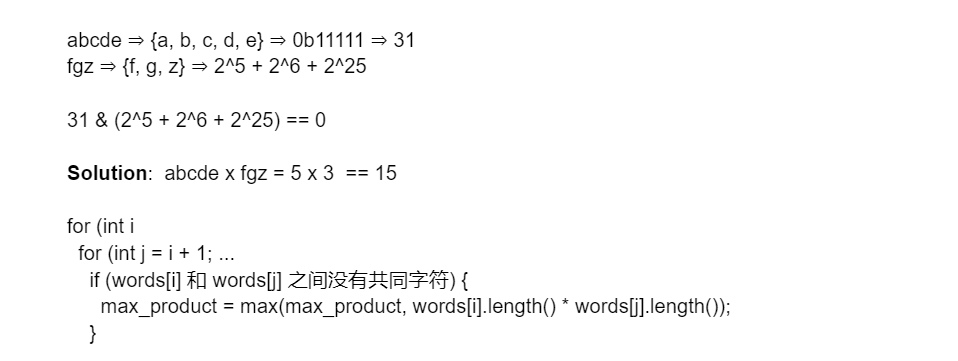 abcde ⇒ {a, b, c, d, e} ⇒ 0b11111 ⇒ 31
fgz ⇒ {f, g, z} ⇒ 2^5 + 2^6 + 2^25
31 & (2^5 + 2^6 + 2^25) == 0
Solution:  abcde x fgz = 5 x 3  == 15
for (int i
  for (int j = i + 1; ...
    if (words[i] 和 words[j] 之间没有共同字符) {
      max_product = max(max_product, words[i].length() * words[j].length());
    }